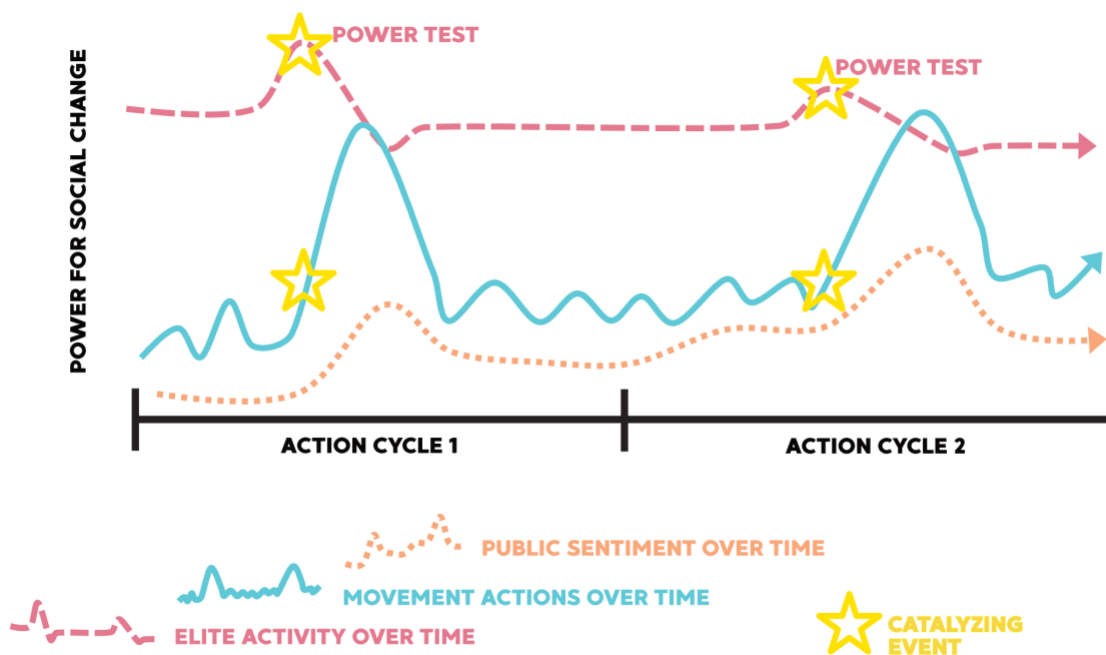 POWER TEST
POWER TEST
POWER FOR SOCIAL CHANGE
ACTION CYCLE 1
ACTION CYCLE 2
PUBLIC SENTIMENT OVER TIME
MOVEMENT ACTIONS OVER TIME
ELITE ACTIVITY OVER TIME
CATALYZING
EVENT